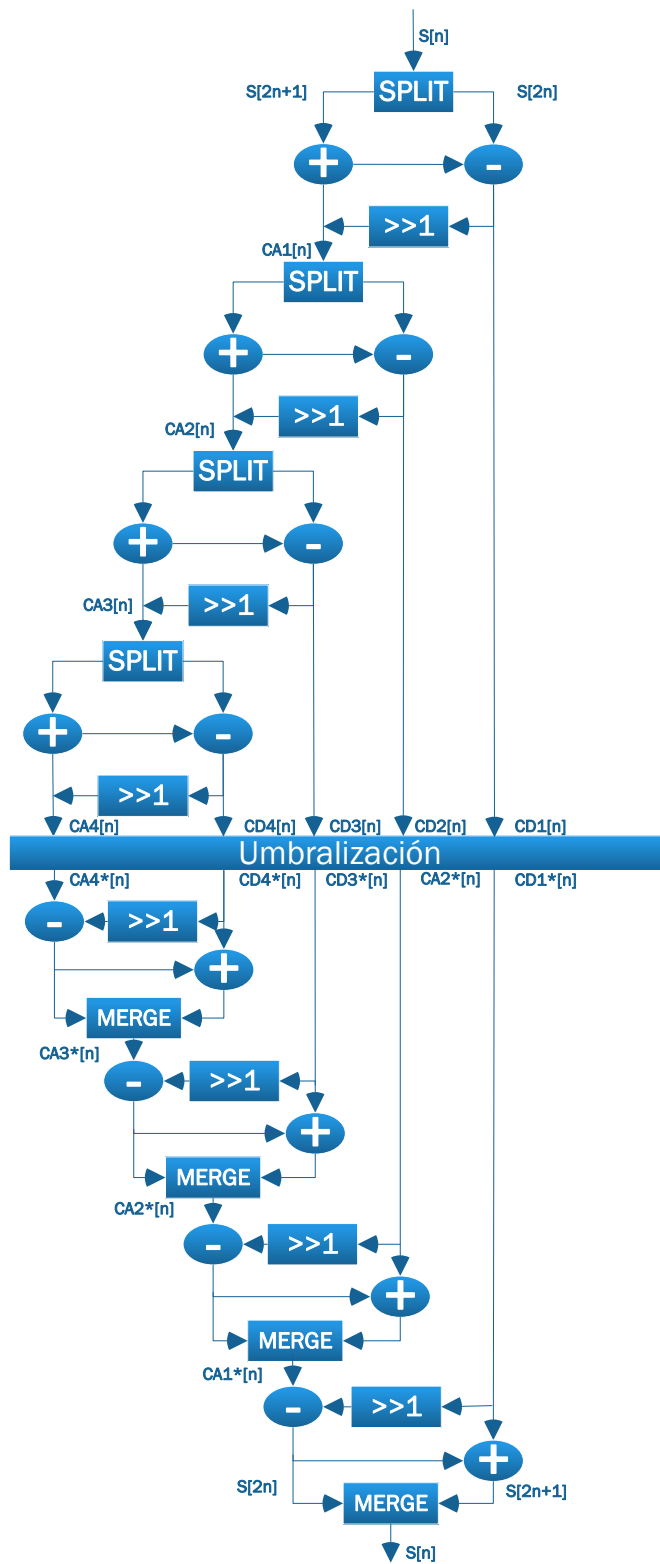 S[n]
SPLIT
S[2n+1]
S[2n]
+
-
>>1
CA1[n]
SPLIT
+
-
>>1
CA2[n]
SPLIT
+
-
>>1
CA3[n]
SPLIT
+
-
>>1
CA4[n]
CD4[n]
CD3[n]
CD2[n]
CD1[n]
Umbralización
CA4*[n]
CD4*[n]
CD3*[n]
CA2*[n]
CD1*[n]
-
>>1
+
MERGE
CA3*[n]
-
>>1
+
MERGE
CA2*[n]
-
>>1
+
MERGE
CA1*[n]
-
>>1
+
S[2n]
S[2n+1]
MERGE
S[n]